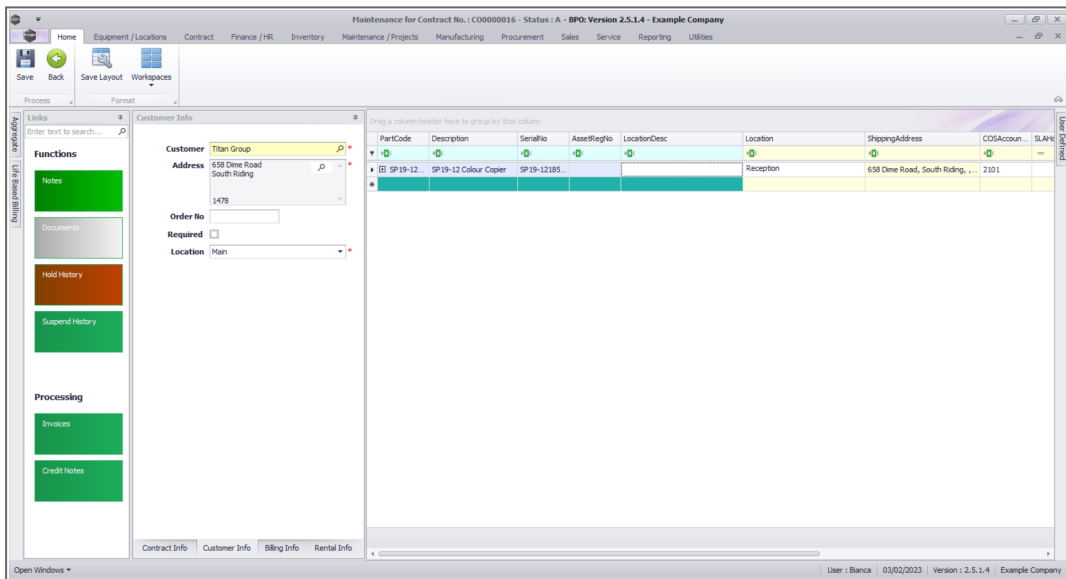 Maintenance for Contract No. : CO0000016 - Status : A - BPO: Version 2.5.1.4 - Example Company
Home Equipment / Locations Contract Finance / HR Inventory Maintenance / Projects Manufacturing Procurement Sales Service Reporting Utilities
Save Back Save Layout Workspaces
Process Format
Aggregate
Life Based Billing
Links
Enter text to search...
Functions
Notes
Documents
Hold History
Suspend History
Processing
Invoices
Credit Notes
Customer Info
Customer Titan Group *
Address 658 Dime Road *
South Riding
1478
Order No
Required
Location Main *
Contract Info Customer Info Billing Info Rental Info
Drag a column header here to group by that column
PartCode Description SerialNo AssetRegNo LocationDesc Location ShippingAddress COSAccoun... SLAHo
SP19-12... SP19-12 Colour Copier SP19-12185... Reception 658 Dime Road, South Riding, ,... 2101
User Defined
Open Windows
User : Bianca 03/02/2023 Version : 2.5.1.4 Example Company